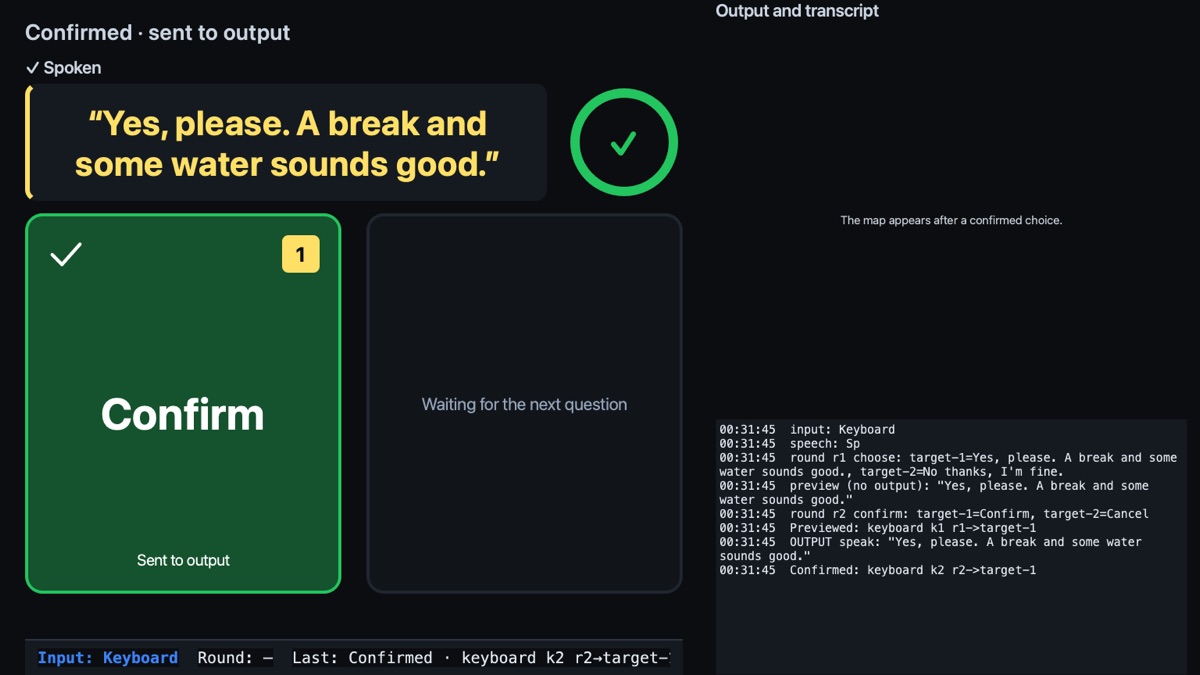 Confirmed · sent to output
✓ Spoken
“Yes, please. A break and
some water sounds good.”
1
Confirm
Sent to output
Waiting for the next question
Input: Keyboard Round: — Last: Confirmed · keyboard k2 r2→target-
Output and transcript
The map appears after a confirmed choice.
00:31:45 input: Keyboard
00:31:45 speech: Sp
00:31:45 round r1 choose: target-1=Yes, please. A break and some
water sounds good., target-2=No thanks, I'm fine.
00:31:45 preview (no output): "Yes, please. A break and some
water sounds good."
00:31:45 round r2 confirm: target-1=Confirm, target-2=Cancel
00:31:45 Previewed: keyboard k1 r1->target-1
00:31:45 OUTPUT speak: "Yes, please. A break and some water
sounds good."
00:31:45 Confirmed: keyboard k2 r2->target-1